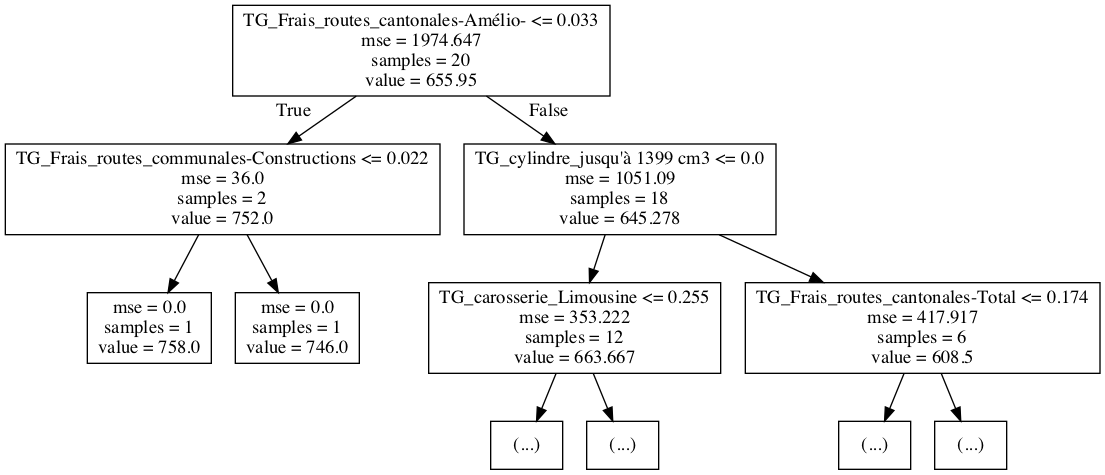 TG_Frais_routes_cantonales-Amélio- <= 0.033
mse = 1974.647
samples = 20
value = 655.95
True
False
TG_Frais_routes_communales-Constructions <= 0.022
mse = 36.0
samples = 2
value = 752.0
TG_cylindre_jusqu'à 1399 cm3 <= 0.0
mse = 1051.09
samples = 18
value = 645.278
mse = 0.0
samples = 1
value = 758.0
mse = 0.0
samples = 1
value = 746.0
TG_carosserie_Limousine <= 0.255
mse = 353.222
samples = 12
value = 663.667
TG_Frais_routes_cantonales-Total <= 0.174
mse = 417.917
samples = 6
value = 608.5
(...)
(...)
(...)
(...)